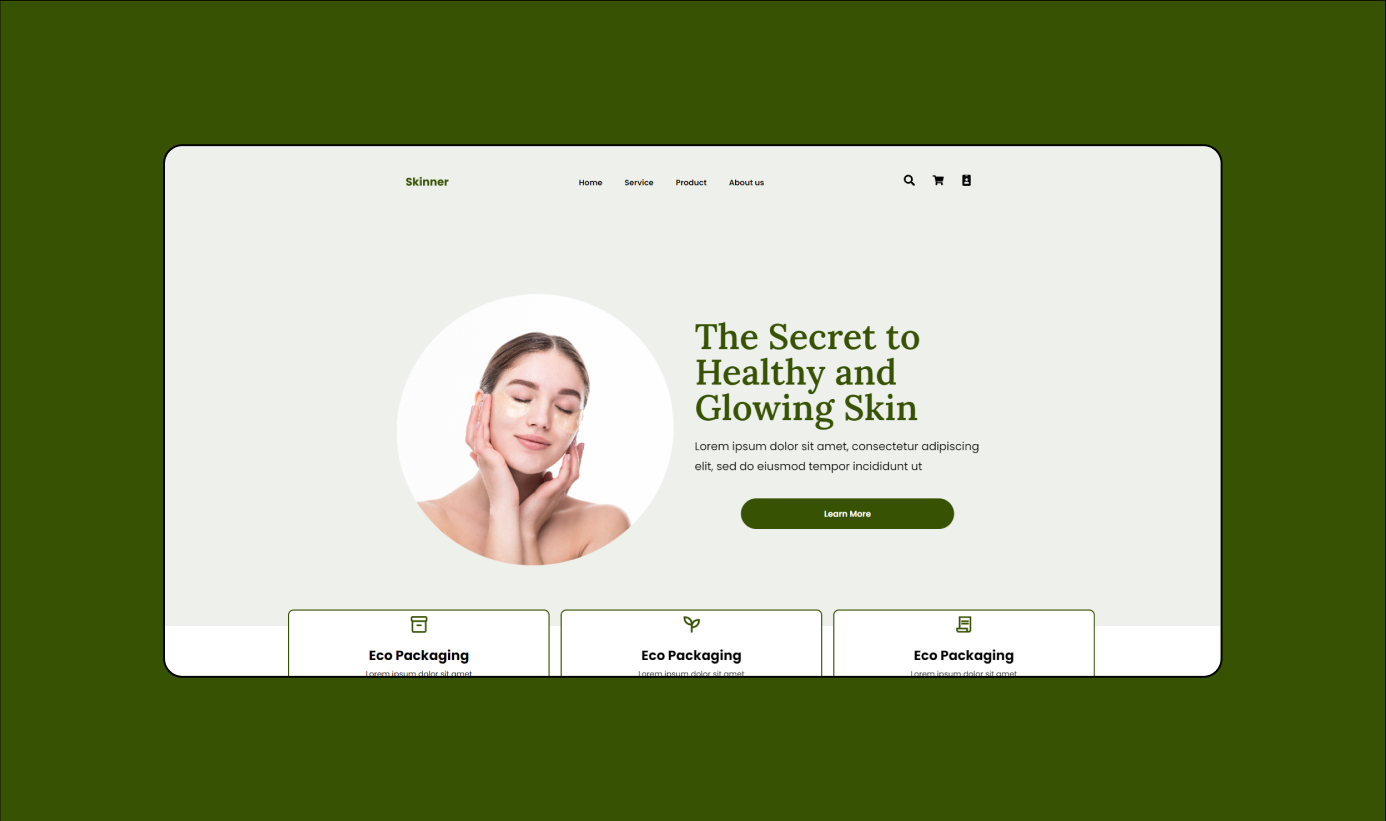 Skinner
Home Service Product About us
The Secret to
Healthy and
Glowing Skin
Lorem ipsum dolor sit amet, consectetur adipiscing
elit, sed do eiusmod tempor incididunt ut
Learn More
Eco Packaging Eco Packaging Eco Packaging
Lorem ipsum dolor sit amet Lorem ipsum dolor sit amet Lorem ipsum dolor sit amet